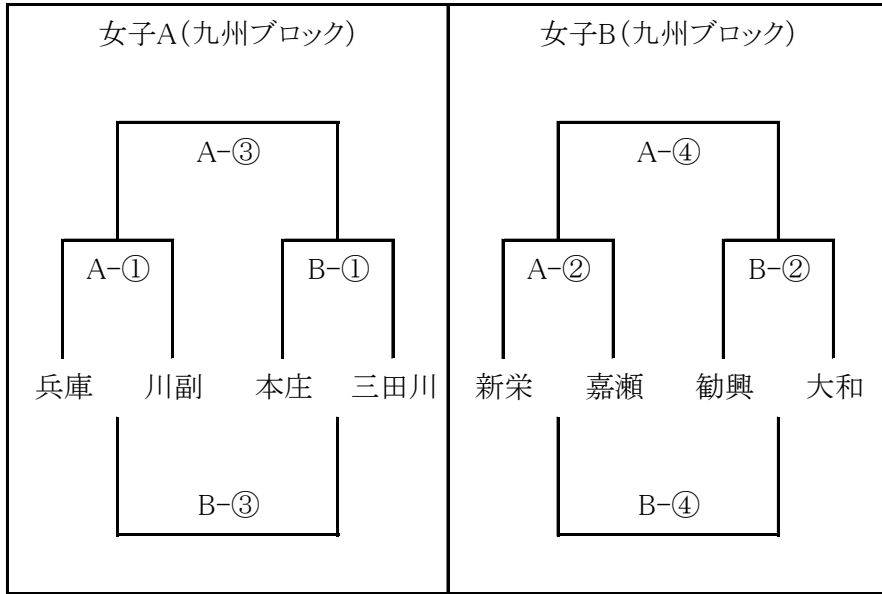 女子A(九州ブロック)
A-③
A-①
B-①
兵庫 川副 本庄 三田川
B-③
女子B(九州ブロック)
A-④
A-②
B-②
新栄 嘉瀬 勧興 大和
B-④